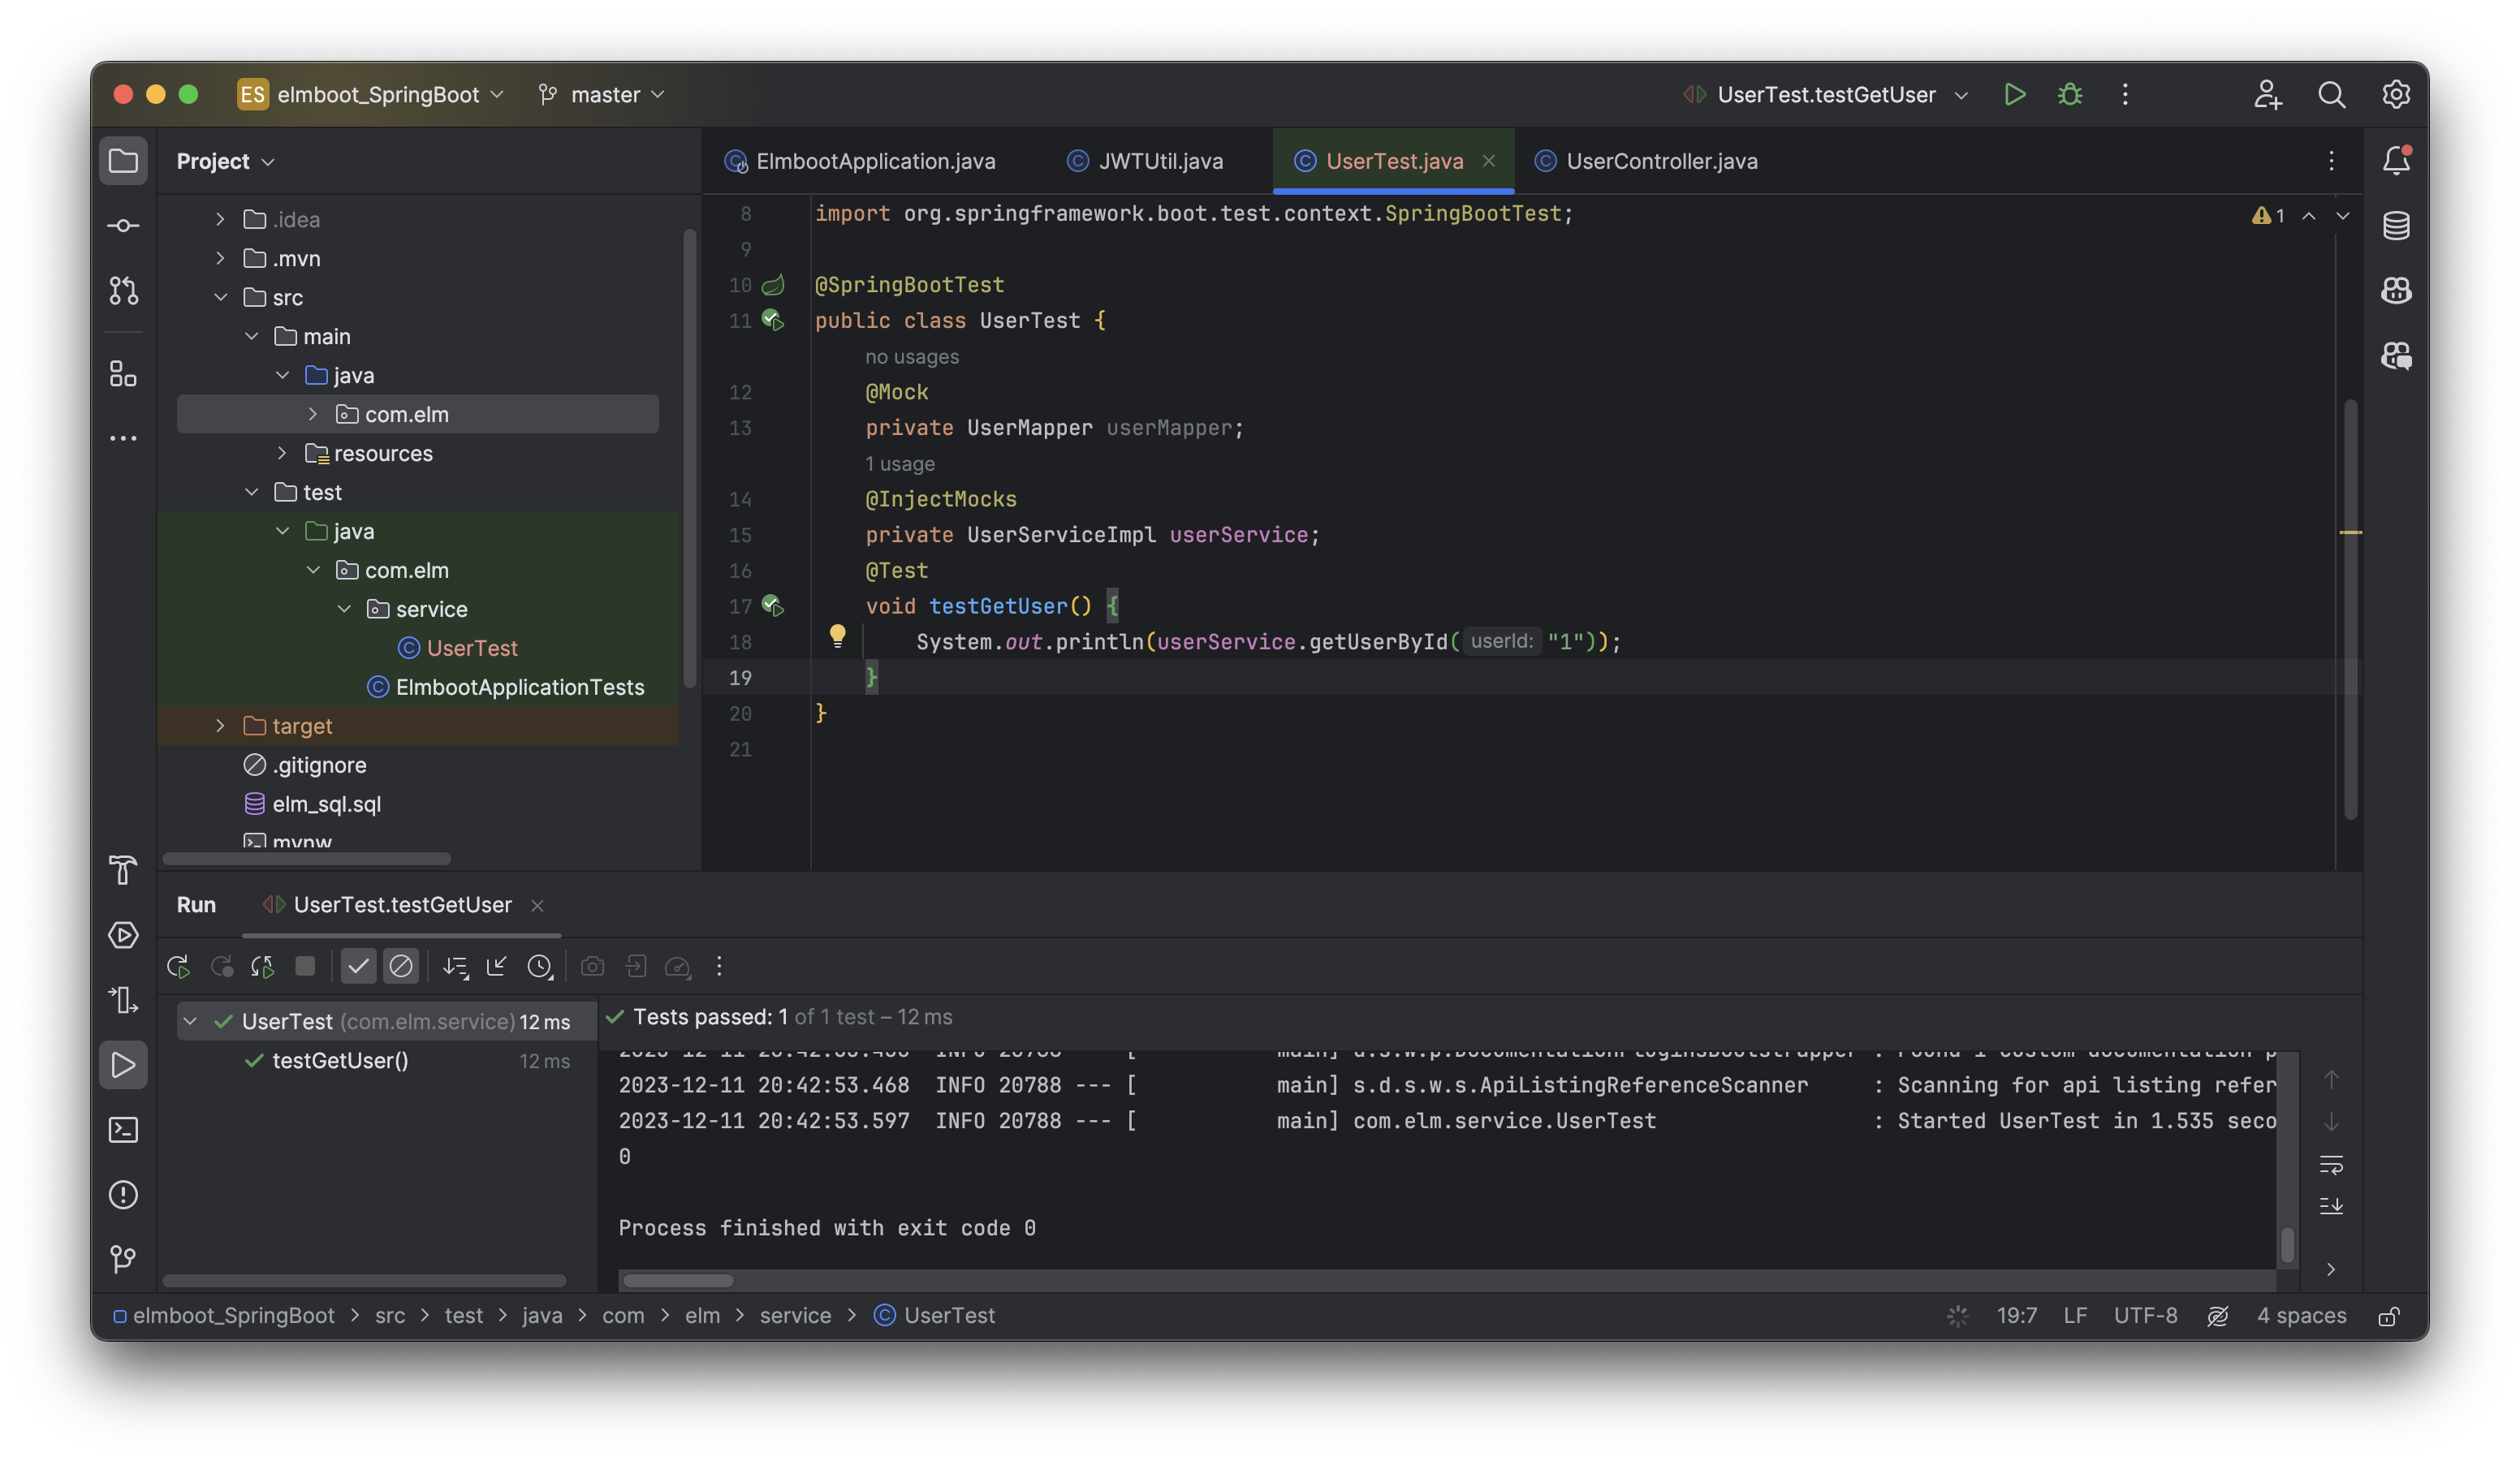 ES elmboot_SpringBoot master UserTest.testGetUser
Project
.idea
.mvn
src
main
java
com.elm
resources
test
java
com.elm
service
UserTest
ElmbootApplicationTests
target
.gitignore
elm_sql.sql
mvnw
ElmbootApplication.java JWTUtil.java UserTest.java UserController.java
1
8 import org.springframework.boot.test.context.SpringBootTest;
9
10 @SpringBootTest
11 public class UserTest {
no usages
12 @Mock
13 private UserMapper userMapper;
1 usage
14 @InjectMocks
15 private UserServiceImpl userService;
16 @Test
17 void testGetUser() {
18 System.out.println(userService.getUserById( userId: "1"));
19 }
20 }
21
Run UserTest.testGetUser
UserTest (com.elm.service) 12 ms
testGetUser() 12 ms
Tests passed: 1 of 1 test – 12 ms
2023-12-11 20:42:53.468 INFO 20788 --- [ main] s.d.s.w.s.ApiListingReferenceScanner : Scanning for api listing refer
2023-12-11 20:42:53.597 INFO 20788 --- [ main] com.elm.service.UserTest : Started UserTest in 1.535 seco
0
Process finished with exit code 0
elmboot_SpringBoot > src > test > java > com > elm > service > UserTest
19:7 LF UTF-8 4 spaces